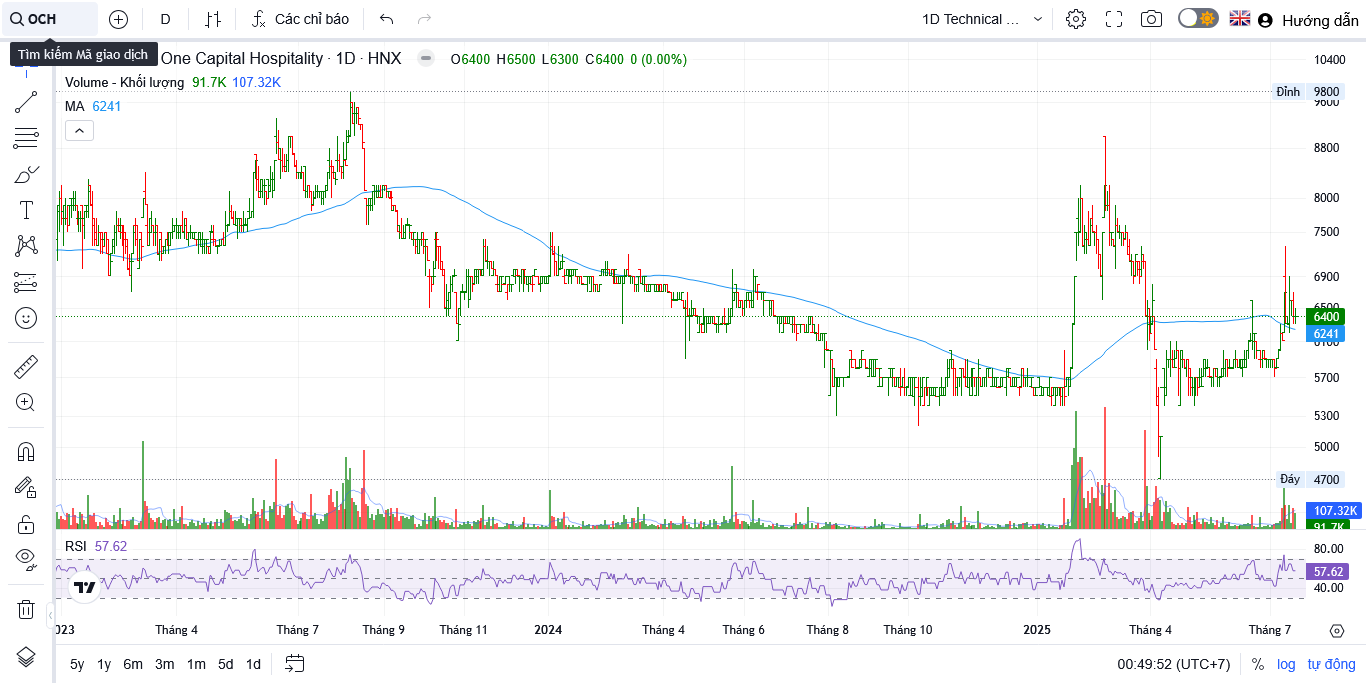 OCH
D
Các chỉ báo
1D Technical ...
Hướng dẫn
Tìm kiếm Mã giao dịch
One Capital Hospitality · 1D · HNX
O6400 H6500 L6300 C6400 0 (0.00%)
Volume - Khối lượng 91.7K 107.32K
MA 6241
10400
Đỉnh 9800
9600
8800
8000
7500
6900
6500
6400
6241
6100
5700
5300
5000
Đáy 4700
107.32K
91.7K
RSI 57.62
80.00
57.62
40.00
023 Tháng 4 Tháng 7 Tháng 9 Tháng 11 2024 Tháng 4 Tháng 6 Tháng 8 Tháng 10 2025 Tháng 4 Tháng 7
5y 1y 6m 3m 1m 5d 1d
00:49:52 (UTC+7) % log tự động